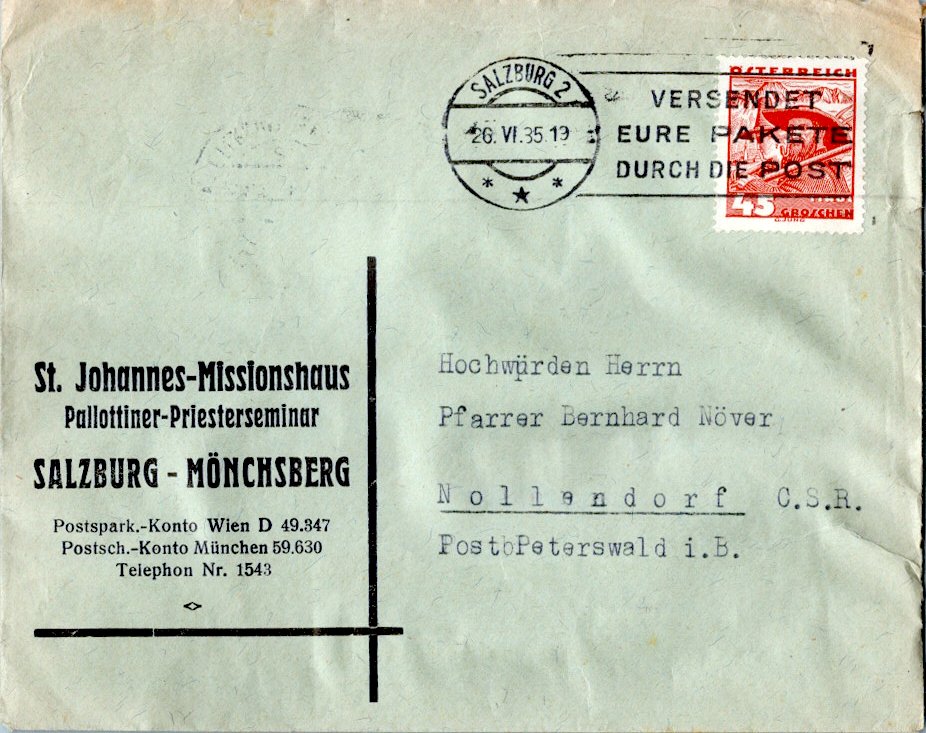 SALZBURG 2
26. VI. 35. 19
VERSENDET
EURE PAKETE
DURCH DIE POST
ÖSTERREICH
45
TIROL
GROSCHEN
G. JUNG
St. Johannes-Missionshaus
Pallottiner-Priesterseminar
SALZBURG - MÖNCHSBERG
Postspark.-Konto Wien D 49.347
Postsch.-Konto München 59.630
Telephon Nr. 1543
Hochwürden Herrn
Pfarrer Bernhard Növer
Nollendorf C.S.R.
Post Peterswald i.B.